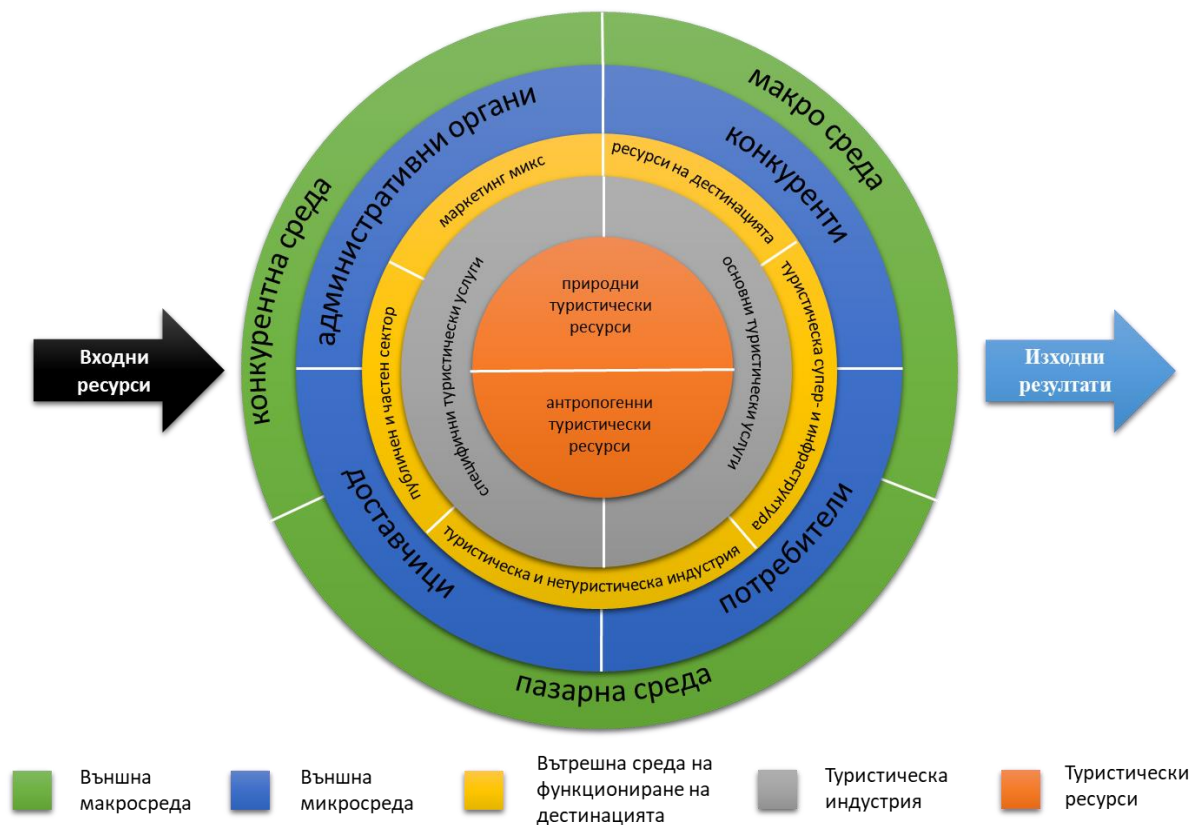 макро среда
конкурентна среда
пазарна среда
административни органи
конкуренти
доставчици
потребители
маркетинг микс
ресурси на дестинацията
туристическа супер- и инфраструктура
туристическа и нетуристическа индустрия
публичен и частен сектор
специфични туристически услуги
основни туристически услуги
природни
туристически
ресурси
антропогенни
туристически
ресурси
Входни
ресурси
Изходни
резултати
Външна
макросреда
Външна
микросреда
Вътрешна среда на
функциониране на
дестинацията
Туристическа
индустрия
Туристически
ресурси